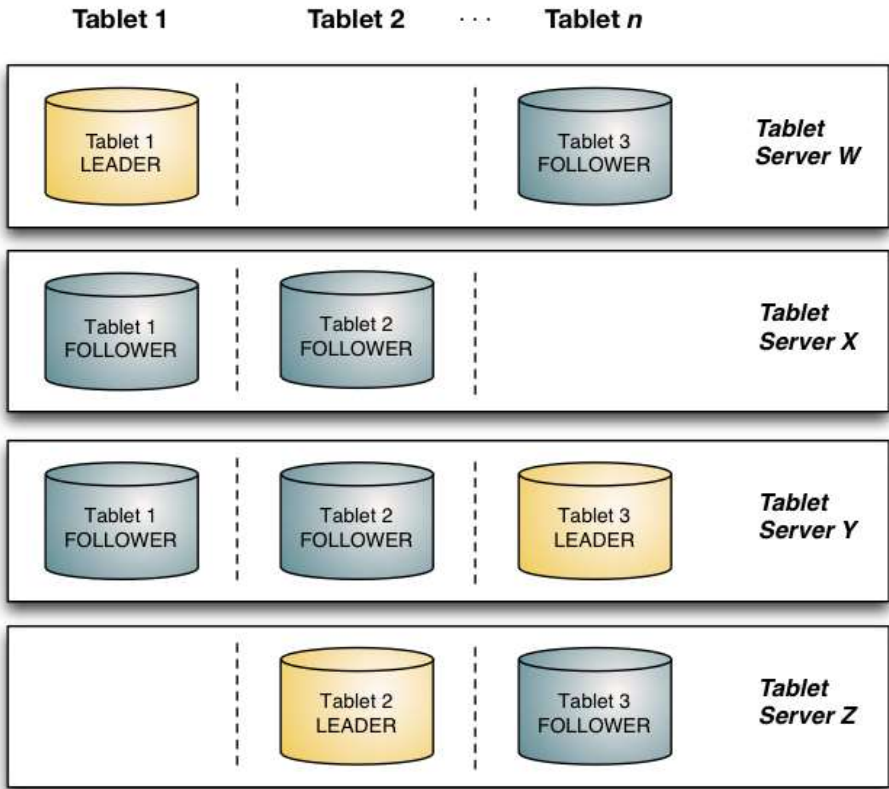 Tablet 1
Tablet 2
· · ·
Tablet n
Tablet 1
LEADER
Tablet 3
FOLLOWER
Tablet
Server W
Tablet 1
FOLLOWER
Tablet 2
FOLLOWER
Tablet
Server X
Tablet 1
FOLLOWER
Tablet 2
FOLLOWER
Tablet 3
LEADER
Tablet
Server Y
Tablet 2
LEADER
Tablet 3
FOLLOWER
Tablet
Server Z